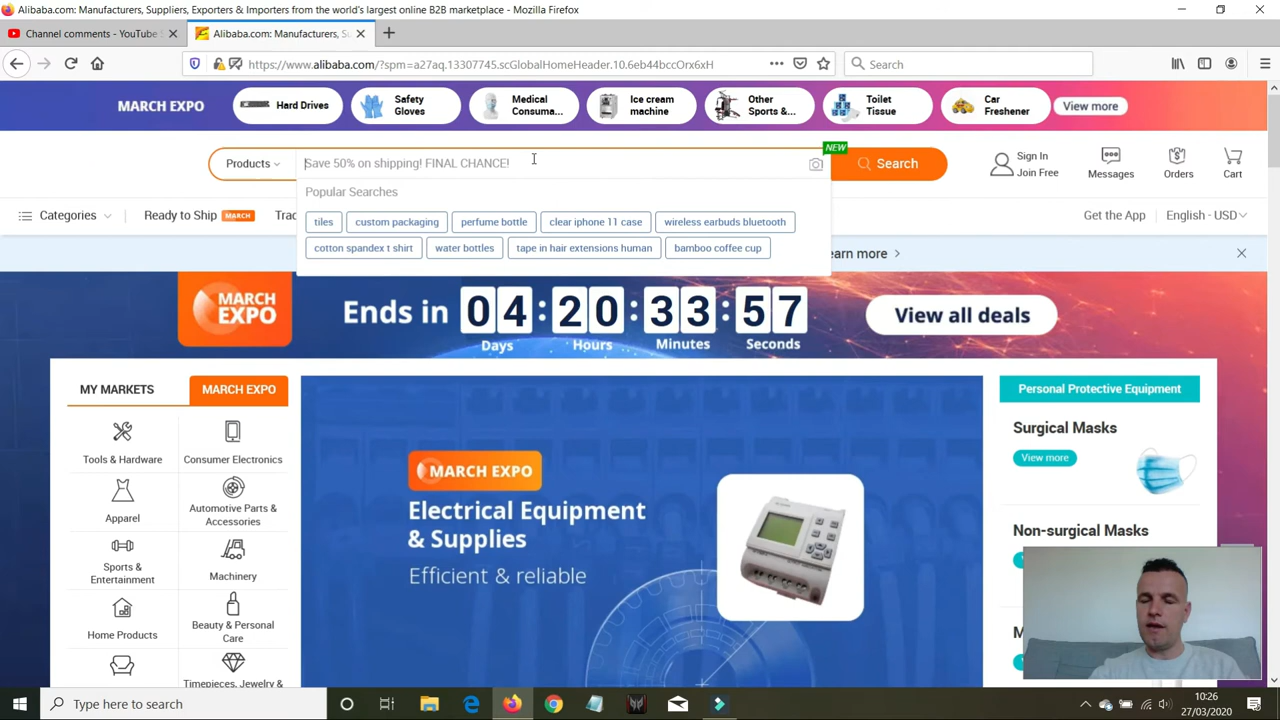 Alibaba.com: Manufacturers, Suppliers, Exporters & Importers from the world's largest online B2B marketplace - Mozilla Firefox
Channel comments - YouTube S
Alibaba.com: Manufacturers, Su
https://www.alibaba.com/?spm=a27aq.13307745.scGlobalHomeHeader.10.6eb44bccOrx6xH
Search
MARCH EXPO
Hard Drives
Safety
Gloves
Medical
Consuma...
Ice cream
machine
Other
Sports &...
Toilet
Tissue
Car
Freshener
View more
Products
Save 50% on shipping! FINAL CHANCE!
NEW
Search
Sign In
Join Free
Messages
Orders
Cart
Popular Searches
tiles
custom packaging
perfume bottle
clear iphone 11 case
wireless earbuds bluetooth
cotton spandex t shirt
water bottles
tape in hair extensions human
bamboo coffee cup
Categories
Ready to Ship
MARCH
Trac
Get the App
English - USD
earn more
MARCH
EXPO
Ends in
04:20:33:57
Days
Hours
Minutes
Seconds
View all deals
MY MARKETS
MARCH EXPO
Tools & Hardware
Consumer Electronics
Apparel
Automotive Parts &
Accessories
Sports &
Entertainment
Machinery
Home Products
Beauty & Personal
Care
Timepieces, Jewelry &
MARCH EXPO
Electrical Equipment
& Supplies
Efficient & reliable
Personal Protective Equipment
Surgical Masks
View more
Non-surgical Masks
Type here to search
10:26
27/03/2020